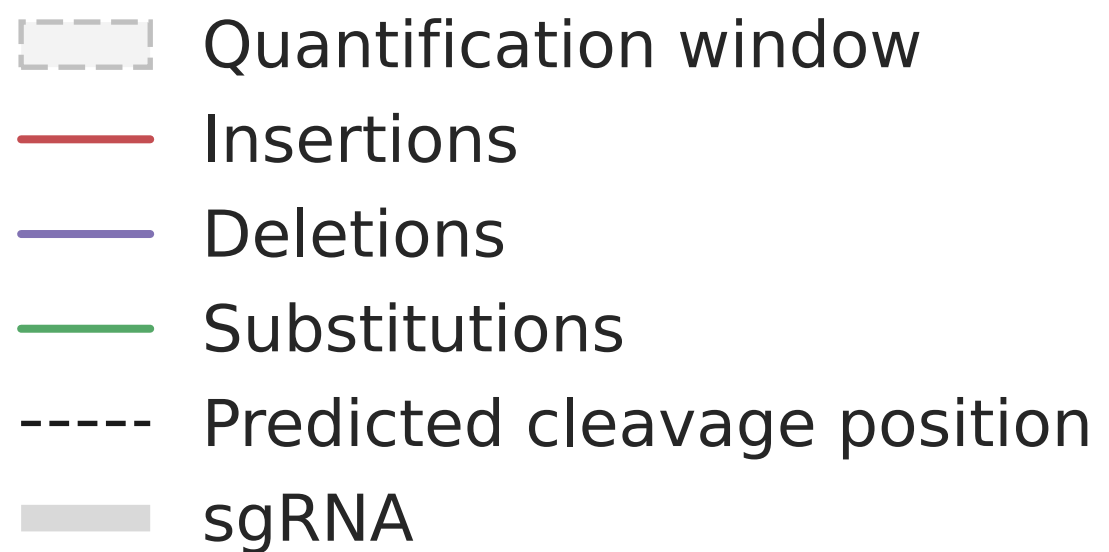 Quantification window
Insertions
Deletions
Substitutions
Predicted cleavage position
sgRNA